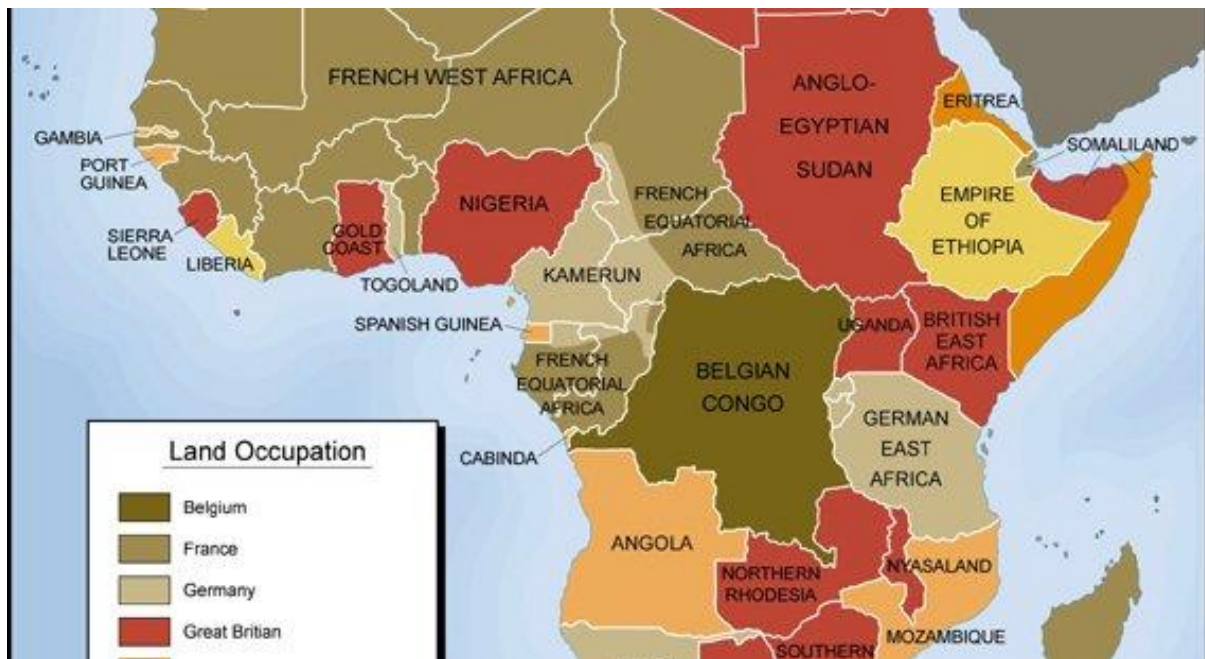 FRENCH WEST AFRICA
ANGLO-
EGYPTIAN
SUDAN
ERITREA
GAMBIA
SOMALILAND
PORT
GUINEA
NIGERIA
FRENCH
EQUATORIAL
AFRICA
EMPIRE
OF
ETHIOPIA
SIERRA
LEONE
LIBERIA
GOLD
COAST
TOGOLAND
KAMERUN
SPANISH GUINEA
UGANDA
BRITISH
EAST
AFRICA
FRENCH
EQUATORIAL
AFRICA
BELGIAN
CONGO
GERMAN
EAST
AFRICA
CABINDA
ANGOLA
NORTHERN
RHODESIA
NYASALAND
MOZAMBIQUE
SOUTHERN
Land Occupation
Belgium
France
Germany
Great Britian